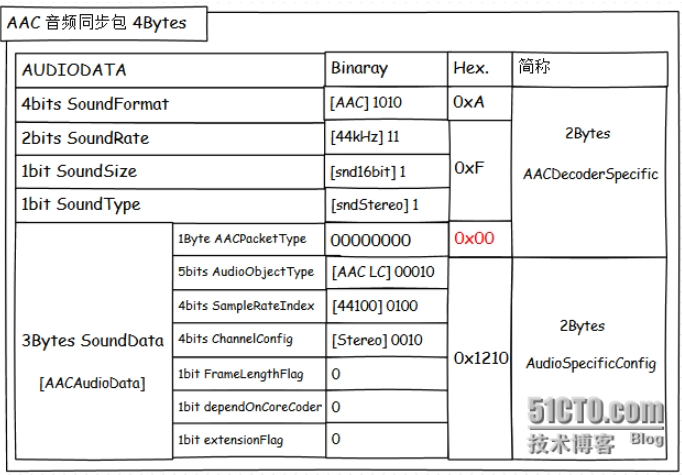 AAC 音频同步包 4Bytes
AUDIODATA Binaray Hex. 简称
4bits SoundFormat [AAC] 1010 0xA
2bits SoundRate [44kHz] 11
1bit SoundSize [snd16bit] 1
1bit SoundType [sndStereo] 1
0xF
2Bytes
AACDecoderSpecific
1Byte AACPacketType 00000000 0x00
5bits AudioObjectType [AAC LC] 00010
4bits SampleRateIndex [44100] 0100
4bits ChannelConfig [Stereo] 0010
1bit FrameLengthFlag 0
1bit dependOnCoreCoder 0
1bit extensionFlag 0
3Bytes SoundData
[AACAudioData]
0x1210
2Bytes
AudioSpecificConfig
51CTO.com
技术博客 Blog